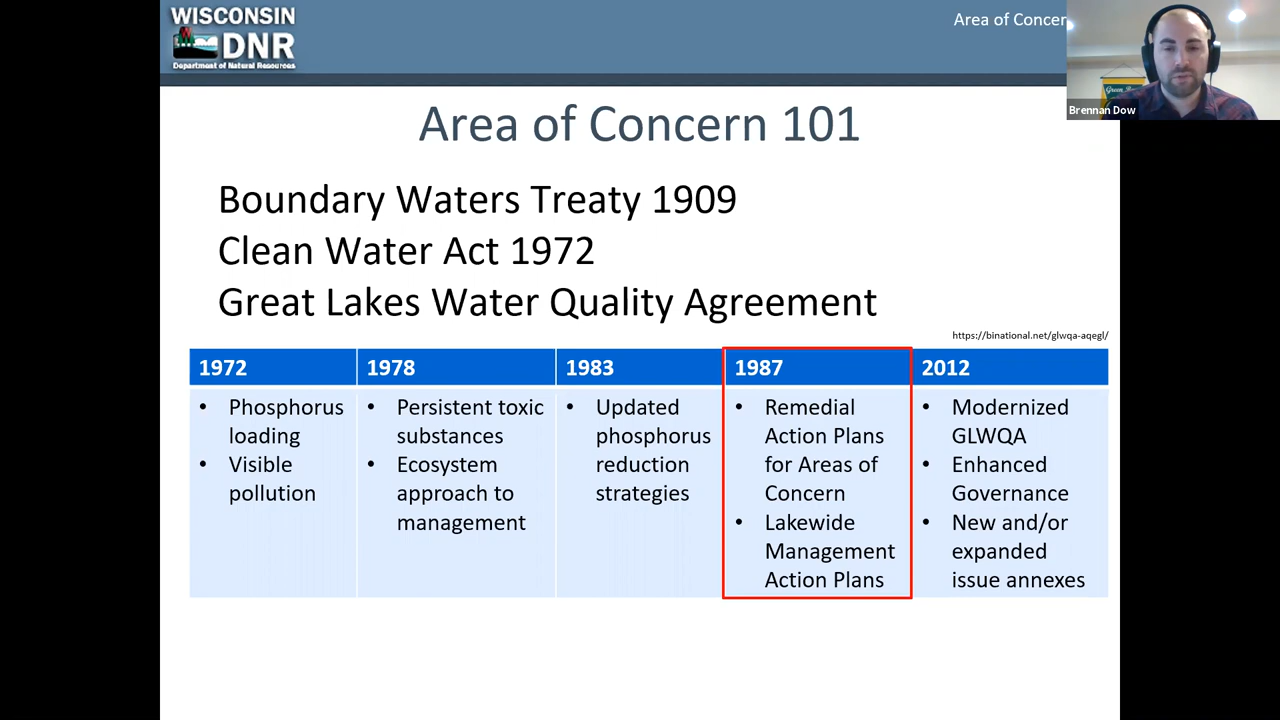 WISCONSIN
DNR
Department of Natural Resources
Area of Concer
Green
Brennan Dow
Area of Concern 101
Boundary Waters Treaty 1909
Clean Water Act 1972
Great Lakes Water Quality Agreement
https://binational.net/glwqa-aqegl/
1972
• Phosphorus
loading
• Visible
pollution
1978
• Persistent toxic
substances
• Ecosystem
approach to
management
1983
• Updated
phosphorus
reduction
strategies
1987
• Remedial
Action Plans
for Areas of
Concern
• Lakewide
Management
Action Plans
2012
• Modernized
GLWQA
• Enhanced
Governance
• New and/or
expanded
issue annexes